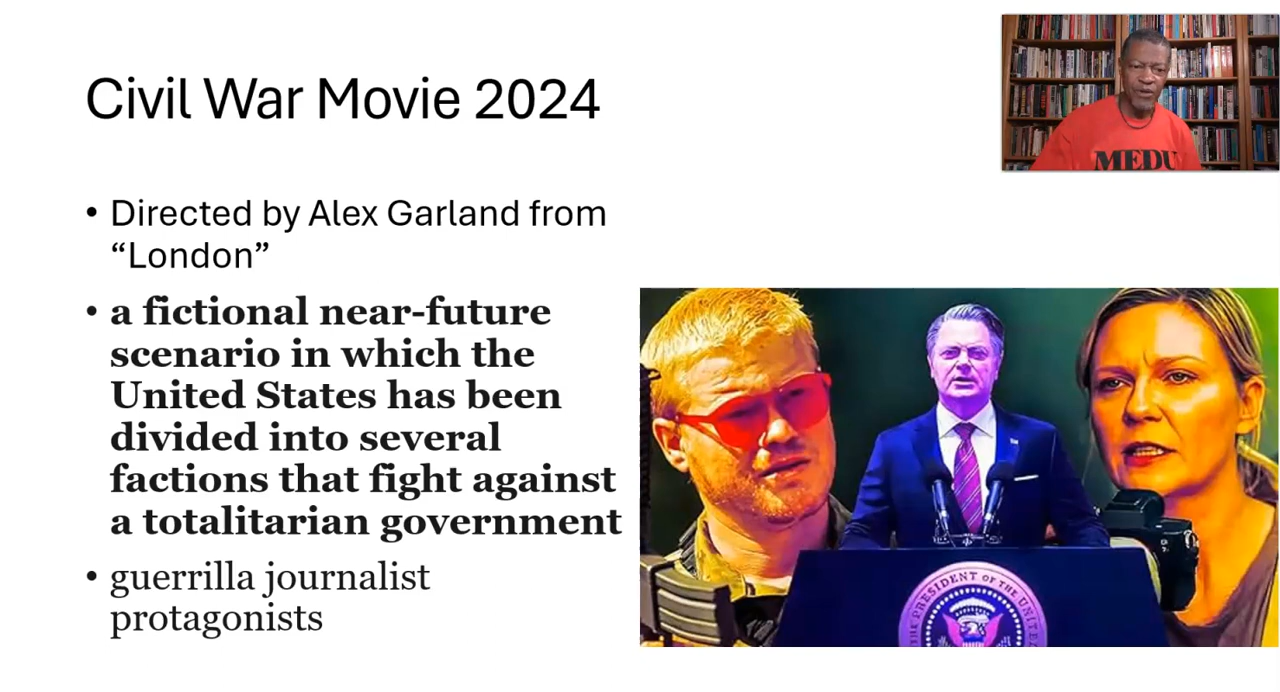 Civil War Movie 2024
MEDU
• Directed by Alex Garland from
“London”
• a fictional near-future
scenario in which the
United States has been
divided into several
factions that fight against
a totalitarian government
• guerrilla journalist
protagonists
THE PRESIDENT OF THE UNITED